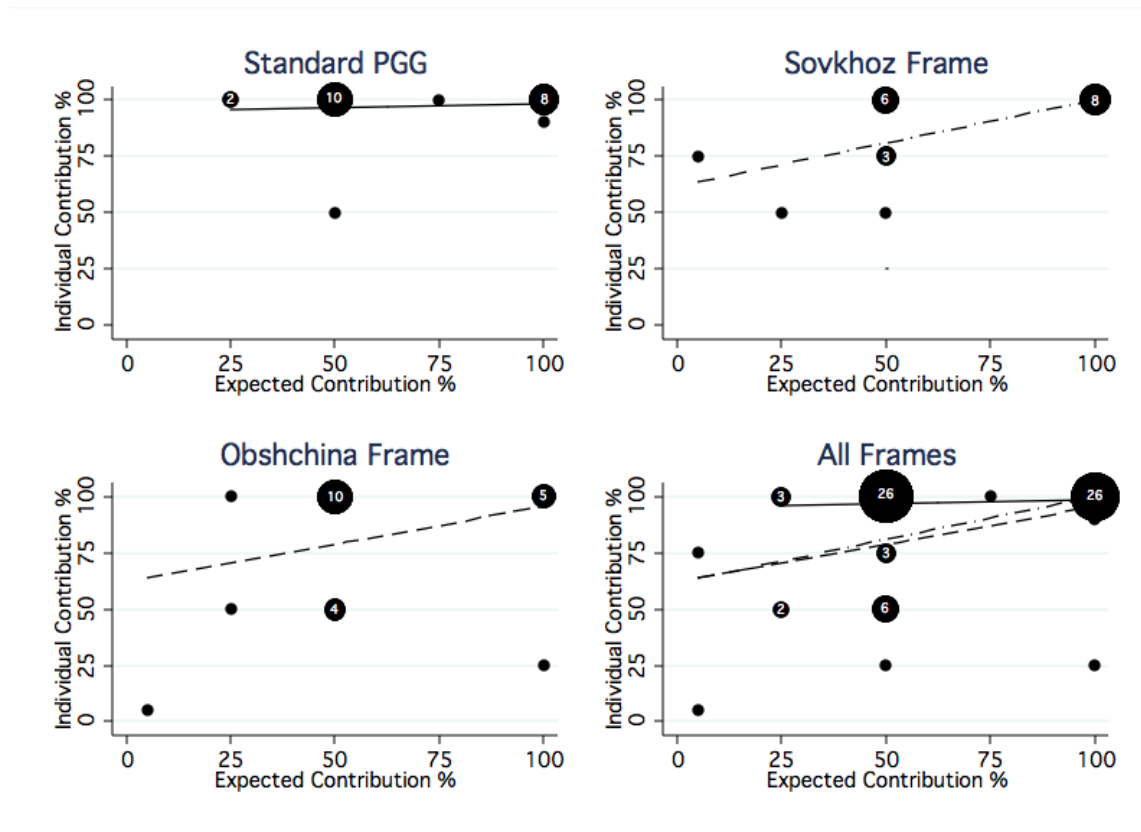 Standard PGG
Individual Contribution %
100
75
50
25
0
2
10
8
0 25 50 75 100
Expected Contribution %
Sovkhoz Frame
Individual Contribution %
100
75
50
25
0
6
8
3
0 25 50 75 100
Expected Contribution %
Obshchina Frame
Individual Contribution %
100
75
50
25
0
10
5
4
0 25 50 75 100
Expected Contribution %
All Frames
Individual Contribution %
100
75
50
25
0
3
26
26
3
2
6
0 25 50 75 100
Expected Contribution %